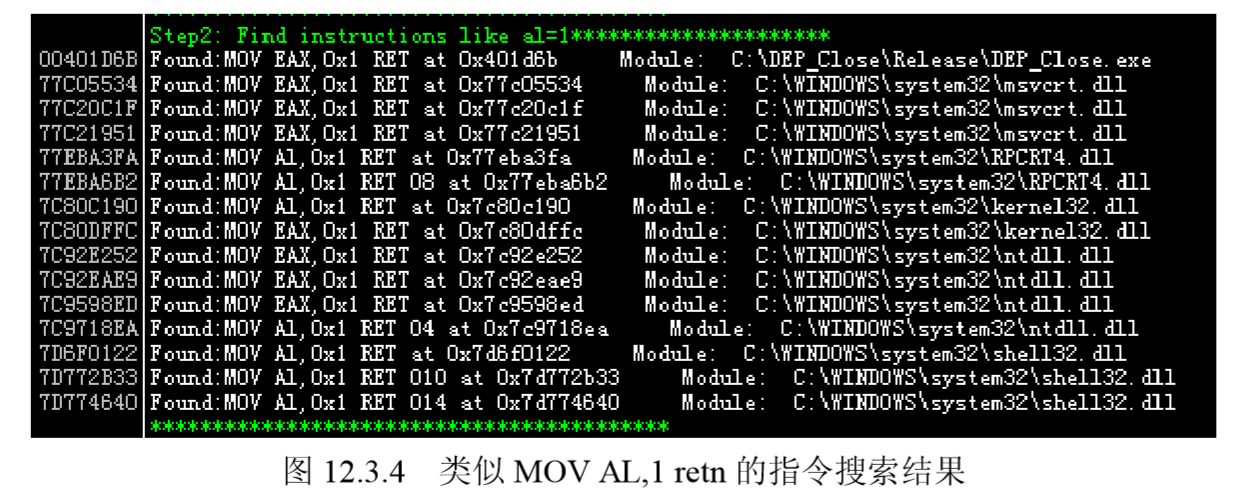 Step2: Find instructions like al=1*********************
00401D6B Found:MOV EAX,0x1 RET at 0x401d6b Module: C:\DEP_Close\Release\DEP_Close.exe
77C05534 Found:MOV EAX,0x1 RET at 0x77c05534 Module: C:\WINDOWS\system32\msvcrt.dll
77C20C1F Found:MOV EAX,0x1 RET at 0x77c20c1f Module: C:\WINDOWS\system32\msvcrt.dll
77C21951 Found:MOV EAX,0x1 RET at 0x77c21951 Module: C:\WINDOWS\system32\msvcrt.dll
77EBA3FA Found:MOV Al,0x1 RET at 0x77eba3fa Module: C:\WINDOWS\system32\RPCRT4.dll
77EBA6B2 Found:MOV Al,0x1 RET 08 at 0x77eba6b2 Module: C:\WINDOWS\system32\RPCRT4.dll
7C80C190 Found:MOV Al,0x1 RET at 0x7c80c190 Module: C:\WINDOWS\system32\kernel32.dll
7C80DFFC Found:MOV EAX,0x1 RET at 0x7c80dffc Module: C:\WINDOWS\system32\kernel32.dll
7C92E252 Found:MOV EAX,0x1 RET at 0x7c92e252 Module: C:\WINDOWS\system32\ntdll.dll
7C92EAE9 Found:MOV EAX,0x1 RET at 0x7c92eae9 Module: C:\WINDOWS\system32\ntdll.dll
7C9598ED Found:MOV EAX,0x1 RET at 0x7c9598ed Module: C:\WINDOWS\system32\ntdll.dll
7C9718EA Found:MOV Al,0x1 RET 04 at 0x7c9718ea Module: C:\WINDOWS\system32\ntdll.dll
7D6F0122 Found:MOV Al,0x1 RET at 0x7d6f0122 Module: C:\WINDOWS\system32\shell32.dll
7D772B33 Found:MOV Al,0x1 RET 010 at 0x7d772b33 Module: C:\WINDOWS\system32\shell32.dll
7D774640 Found:MOV Al,0x1 RET 014 at 0x7d774640 Module: C:\WINDOWS\system32\shell32.dll
******************************************
图 12.3.4 类似 MOV AL,1 retn 的指令搜索结果